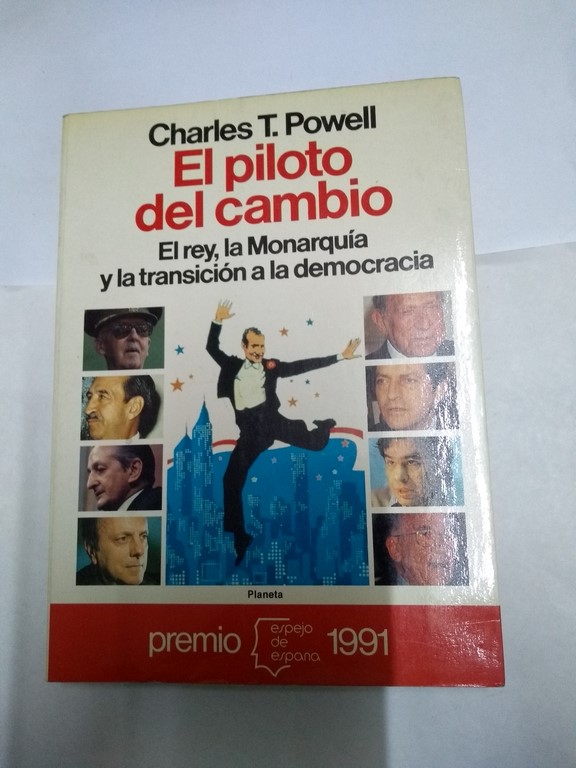 Charles T. Powell
El piloto
del cambio
El rey, la Monarquía
y la transición a la democracia
Planeta
premio espejo de españa 1991